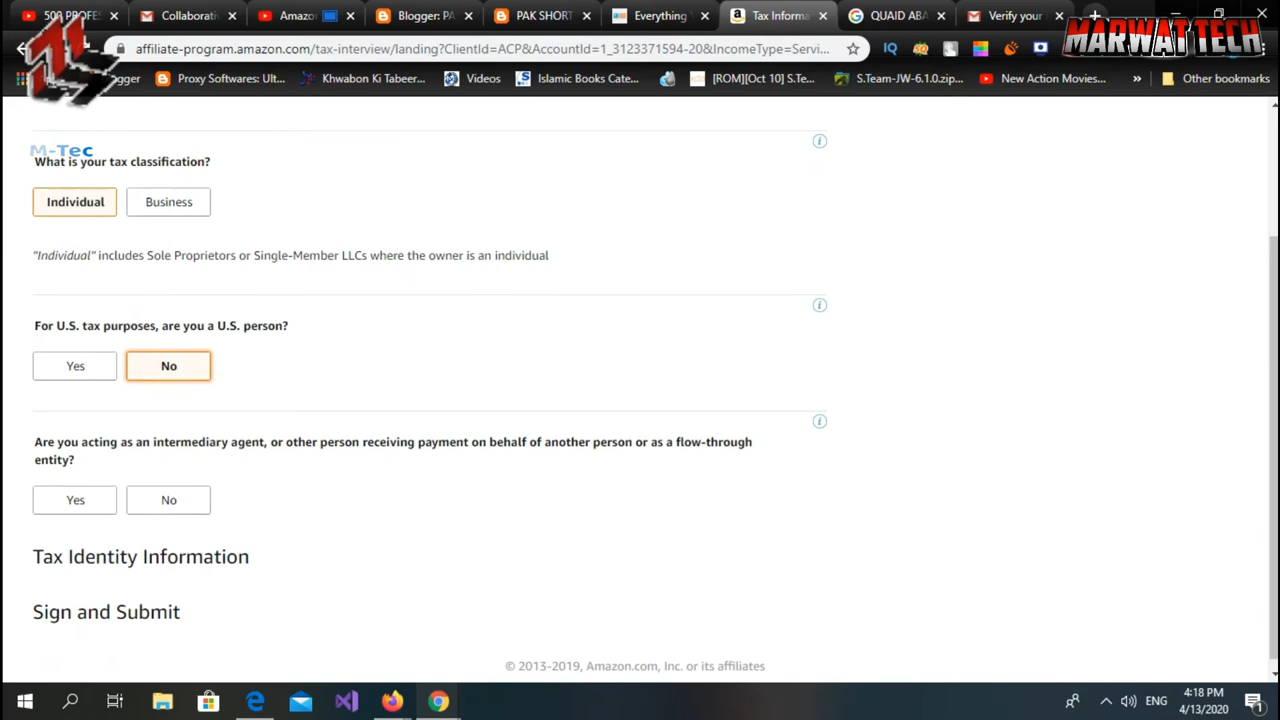 500 PROFES
Collaborati
Amazo
Blogger: PA
PAK SHORT
Everything
Tax Informa
QUAID ABA
Verify your
affiliate-program.amazon.com/tax-interview/landing?ClientId=ACP&AccountId=1_3123371594-20&IncomeType=Servi...
IQ
MARWAT TECH
gger
Proxy Softwares: Ult...
Khwabon Ki Tabeer...
Videos
Islamic Books Cate...
[ROM][Oct 10] S.Te...
S.Team-JW-6.1.0.zip...
New Action Movies...
»
Other bookmarks
M-Tec
What is your tax classification?
Individual
Business
"Individual" includes Sole Proprietors or Single-Member LLCs where the owner is an individual
For U.S. tax purposes, are you a U.S. person?
Yes
No
Are you acting as an intermediary agent, or other person receiving payment on behalf of another person or as a flow-through
entity?
Yes
No
Tax Identity Information
Sign and Submit
© 2013-2019, Amazon.com, Inc. or its affiliates
ENG
4:18 PM
4/13/2020
1